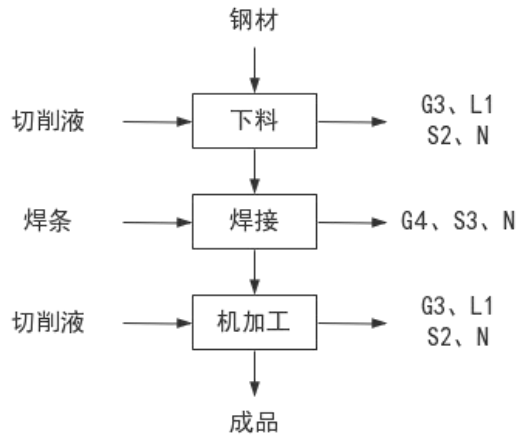 钢材
切削液
下料
G3、L1
S2、N
焊条
焊接
G4、S3、N
切削液
机加工
G3、L1
S2、N
成品